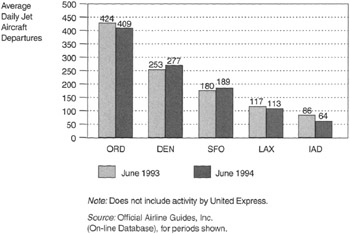 Average
Daily Jet
Aircraft
Departures
500
450
400
350
300
250
200
150
100
50
0
424 409
253 277
180 189
117 113
86 64
ORD DEN SFO LAX IAD
June 1993 June 1994
Note: Does not include activity by United Express.
Source: Official Airline Guides, Inc.
(On-line Database), for periods shown.